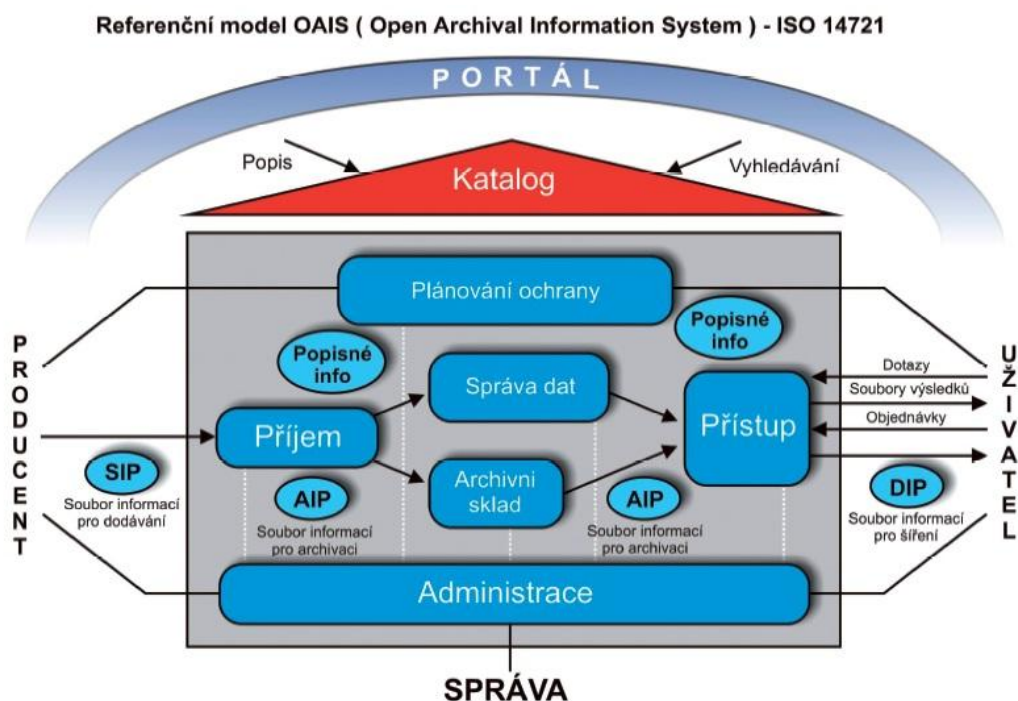 Referenční model OAIS ( Open Archival Information System ) - ISO 14721
PORTÁL
Popis
Vyhledávání
Katalog
Plánování ochrany
Popisné
info
Popisné
info
PRODUCENT
UŽIVATEL
Správa dat
Příjem
Přístup
Dotazy
Soubory výsledků
Objednávky
SIP
Soubor informací
pro dodávání
AIP
Soubor informací
pro archivaci
Archivni
sklad
AIP
Soubor informací
pro archivaci
DIP
Soubor informací
pro šíření
Administrace
SPRÁVA